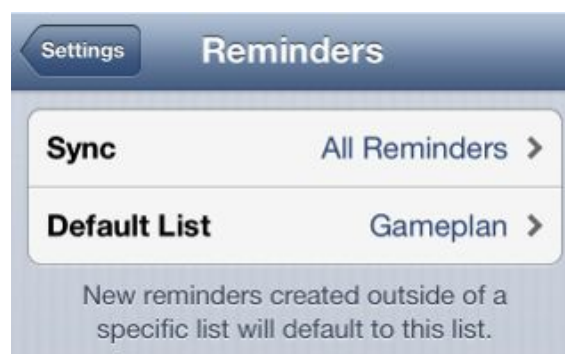 Settings Reminders
Sync All Reminders
Default List Gameplan
New reminders created outside of a
specific list will default to this list.